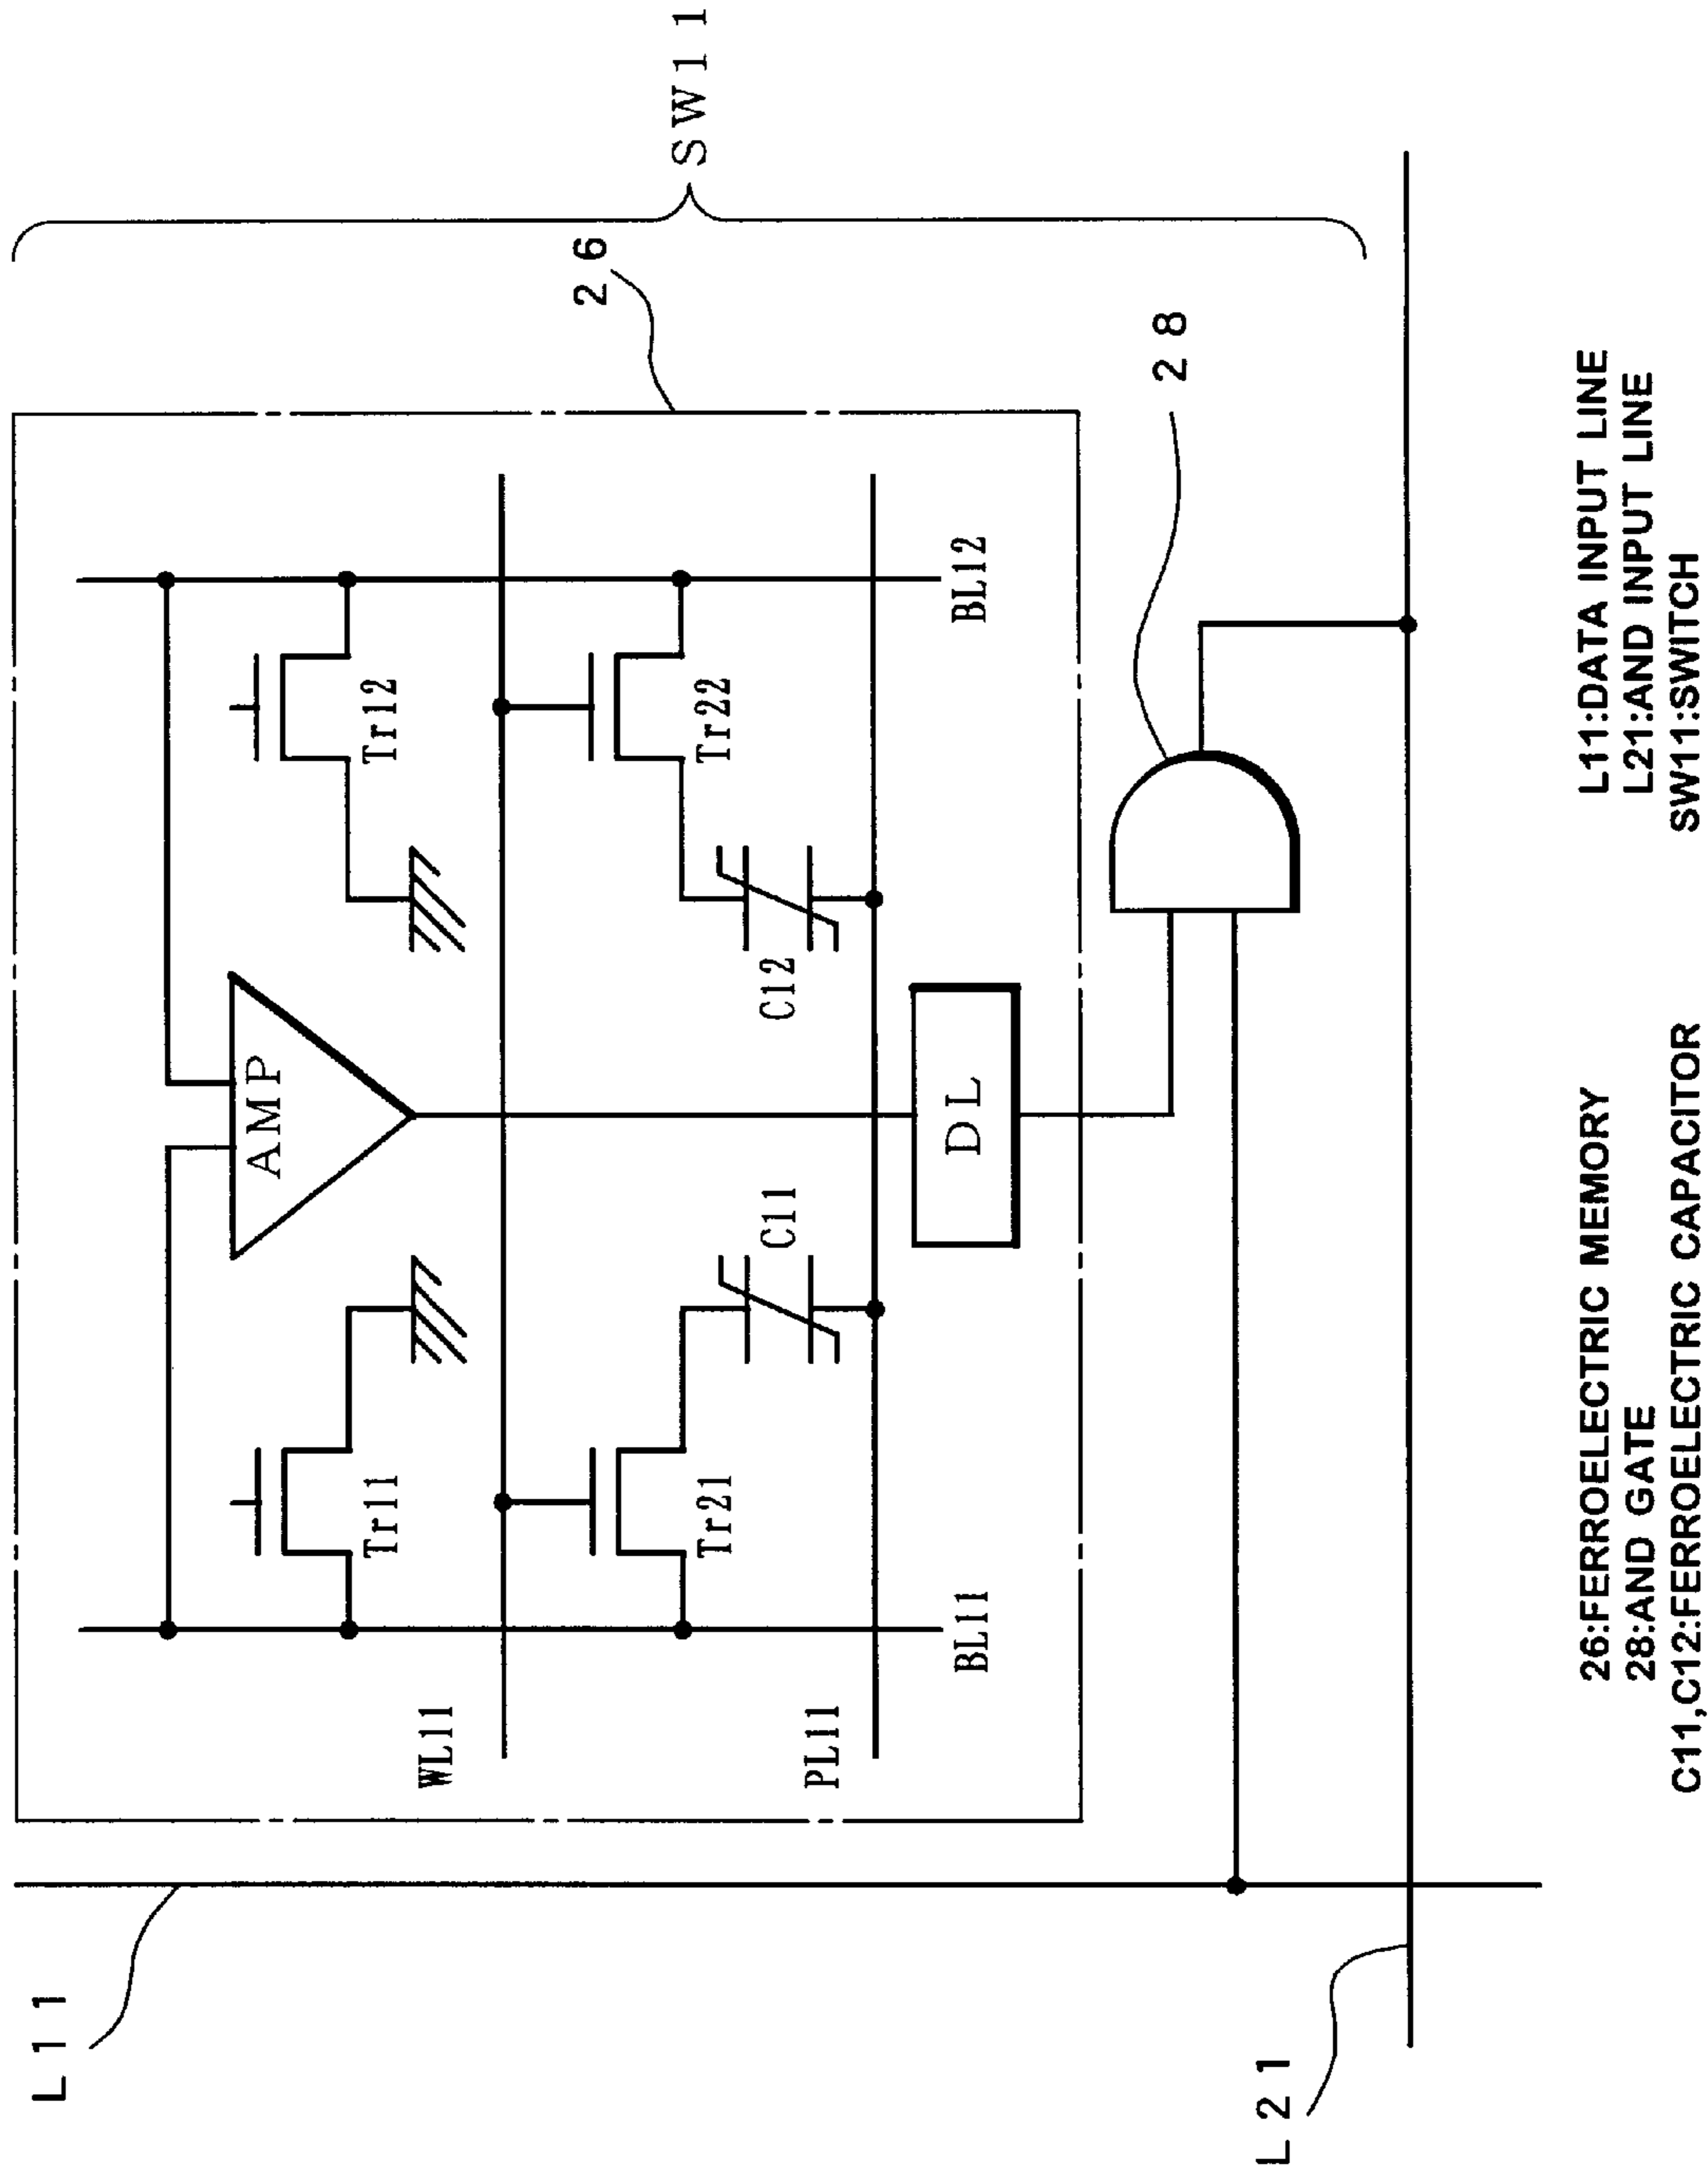 SW11
26
L11
AMP
Tr11
Tr12
WL11
Tr21
Tr22
C11
C12
PL11
BL11
DL
BL12
28
L21
26:FERROELECTRIC MEMORY
28:AND GATE
C11,C12:FERROELECTRIC CAPACITOR
L11:DATA INPUT LINE
L21:AND INPUT LINE
SW11:SWITCH